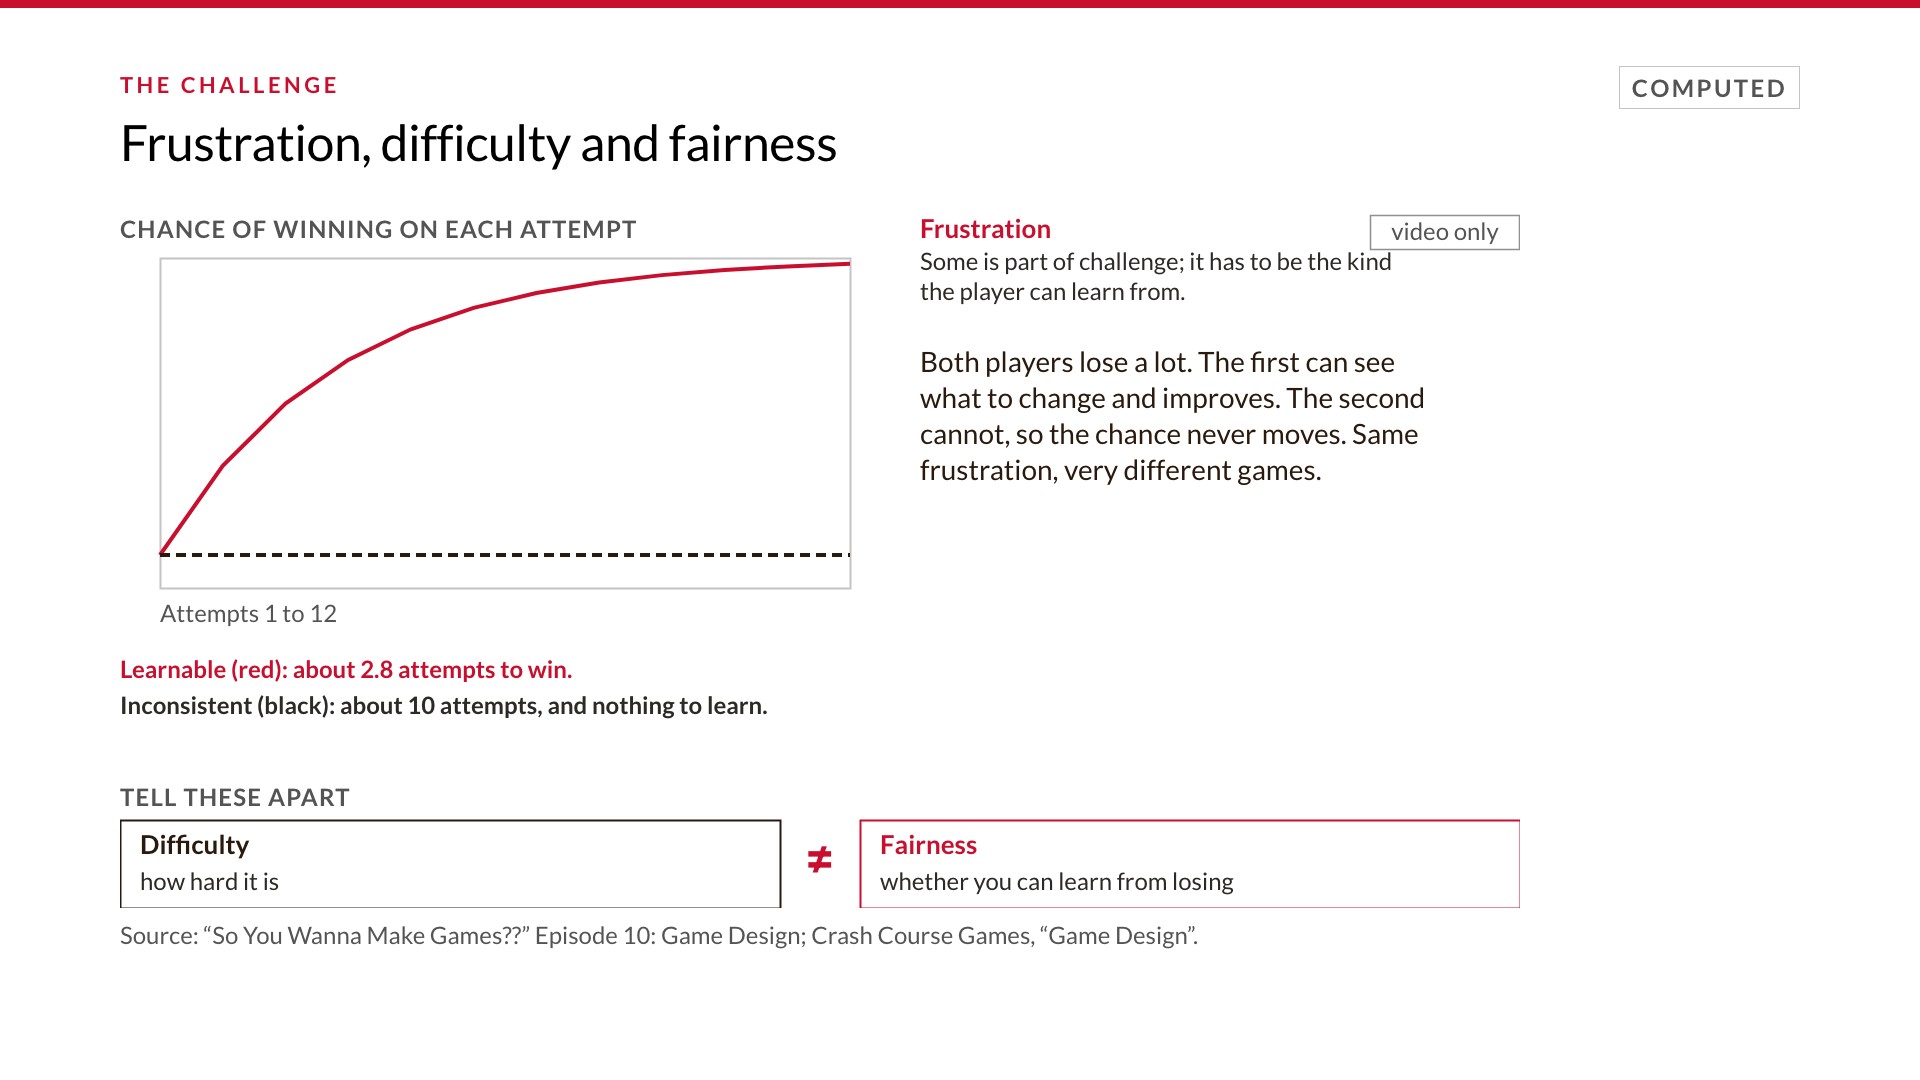 THE CHALLENGE
COMPUTED
Frustration, difficulty and fairness
CHANCE OF WINNING ON EACH ATTEMPT
Attempts 1 to 12
Learnable (red): about 2.8 attempts to win.
Inconsistent (black): about 10 attempts, and nothing to learn.
Frustration
video only
Some is part of challenge; it has to be the kind
the player can learn from.
Both players lose a lot. The first can see
what to change and improves. The second
cannot, so the chance never moves. Same
frustration, very different games.
TELL THESE APART
Difficulty
how hard it is
≠
Fairness
whether you can learn from losing
Source: “So You Wanna Make Games??” Episode 10: Game Design; Crash Course Games, “Game Design”.